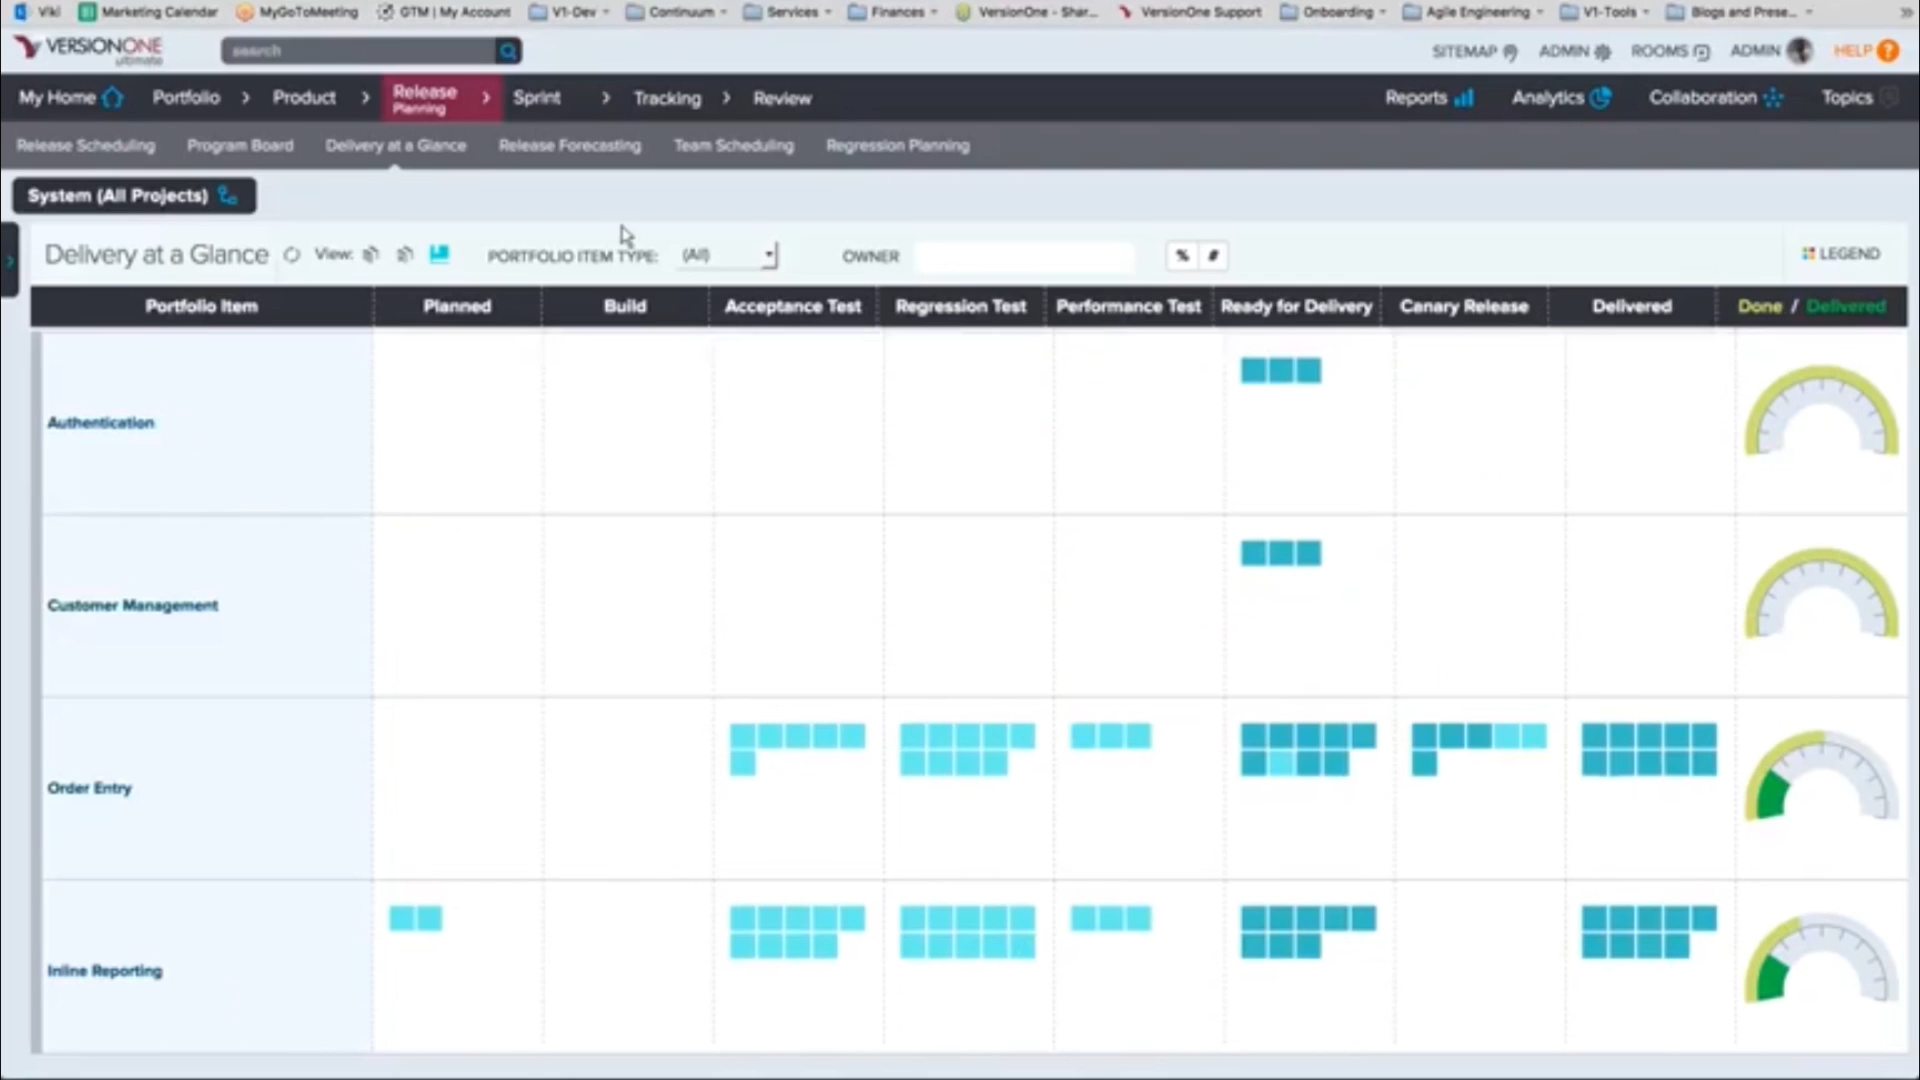 Viki Marketing Calendar MyGoToMeeting GTM | My Account V1-Dev Continuum Services Finances VersionOne - Shar... VersionOne Support Onboarding Agile Engineering V1-Tools Blogs and Prese... »
VERSIONONE
ultimate
search
SITEMAP ADMIN ROOMS ADMIN HELP ?
My Home Portfolio > Product > Release Planning > Sprint > Tracking > Review Reports Analytics Collaboration Topics
Release Scheduling Program Board Delivery at a Glance Release Forecasting Team Scheduling Regression Planning
System (All Projects)
Delivery at a Glance View: PORTFOLIO ITEM TYPE: (All) OWNER % # LEGEND
Portfolio Item Planned Build Acceptance Test Regression Test Performance Test Ready for Delivery Canary Release Delivered Done / Delivered
Authentication
Customer Management
Order Entry
Inline Reporting